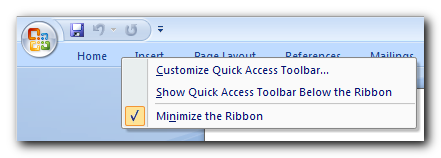 Home Insert Page Layout References Mailings
Customize Quick Access Toolbar...
Show Quick Access Toolbar Below the Ribbon
Minimize the Ribbon